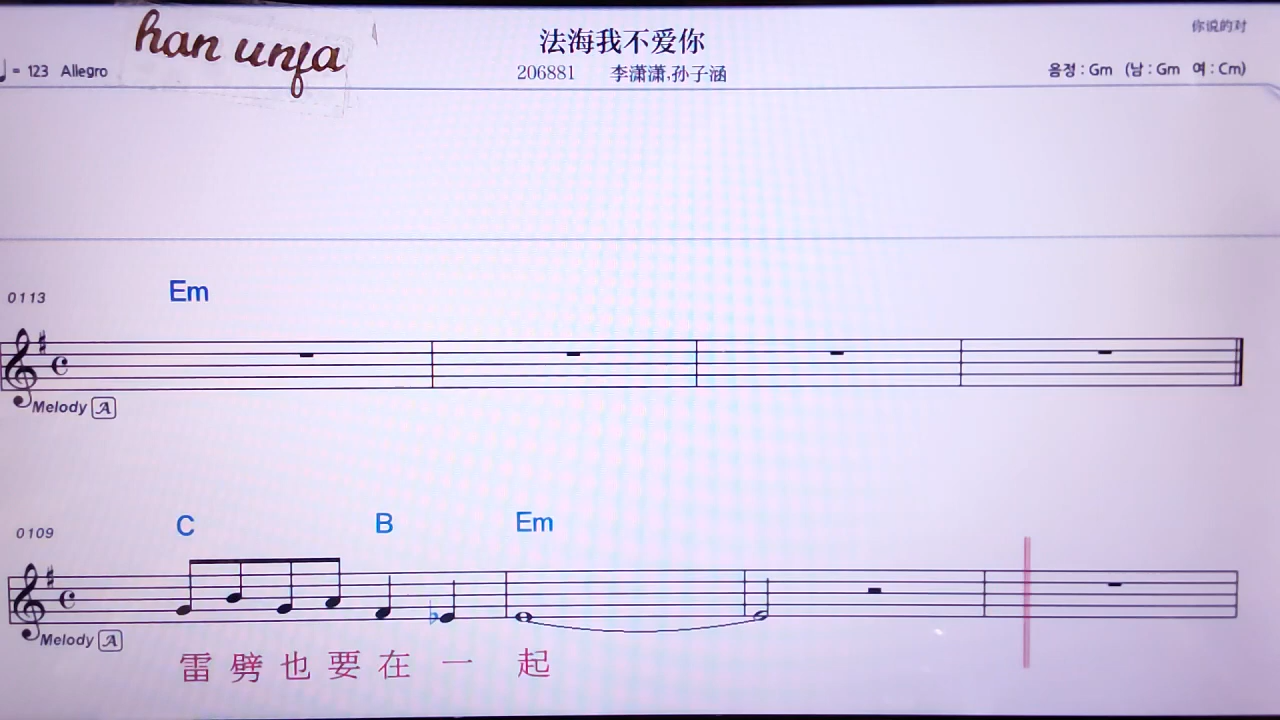 han unfa
法海我不爱你
你说的对
♩ = 123 Allegro
206881 李潇潇,孙子涵
음정 : Gm (남 : Gm 여 : Cm)
0113
Em
Melody A
0109
C B Em
Melody A
雷 劈 也 要 在 一 起